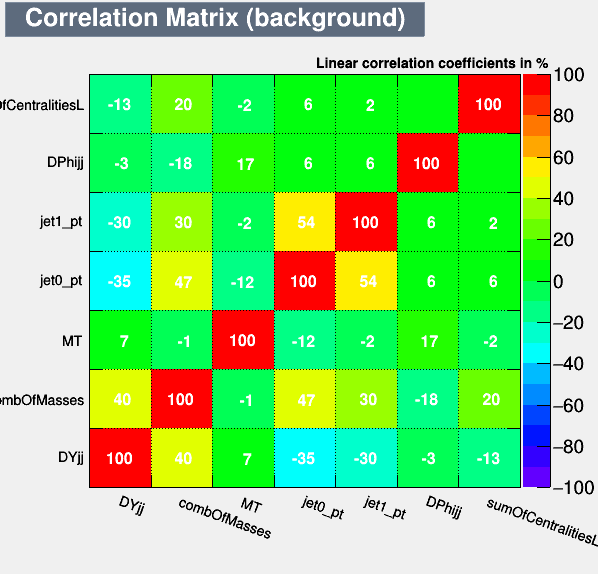 Correlation Matrix (background)
Linear correlation coefficients in %
OfCentralitiesL -13 20 -2 6 2 100
DPhijj -3 -18 17 6 6 100
jet1_pt -30 30 -2 54 100 6 2
jet0_pt -35 47 -12 100 54 6 6
MT 7 -1 100 -12 -2 17 -2
ombOfMasses 40 100 -1 47 30 -18 20
DYjj 100 40 7 -35 -30 -3 -13
DYjj combOfMasses MT jet0_pt jet1_pt DPhijj sumOfCentralitiesL
100
80
60
40
20
0
−20
−40
−60
−80
−100